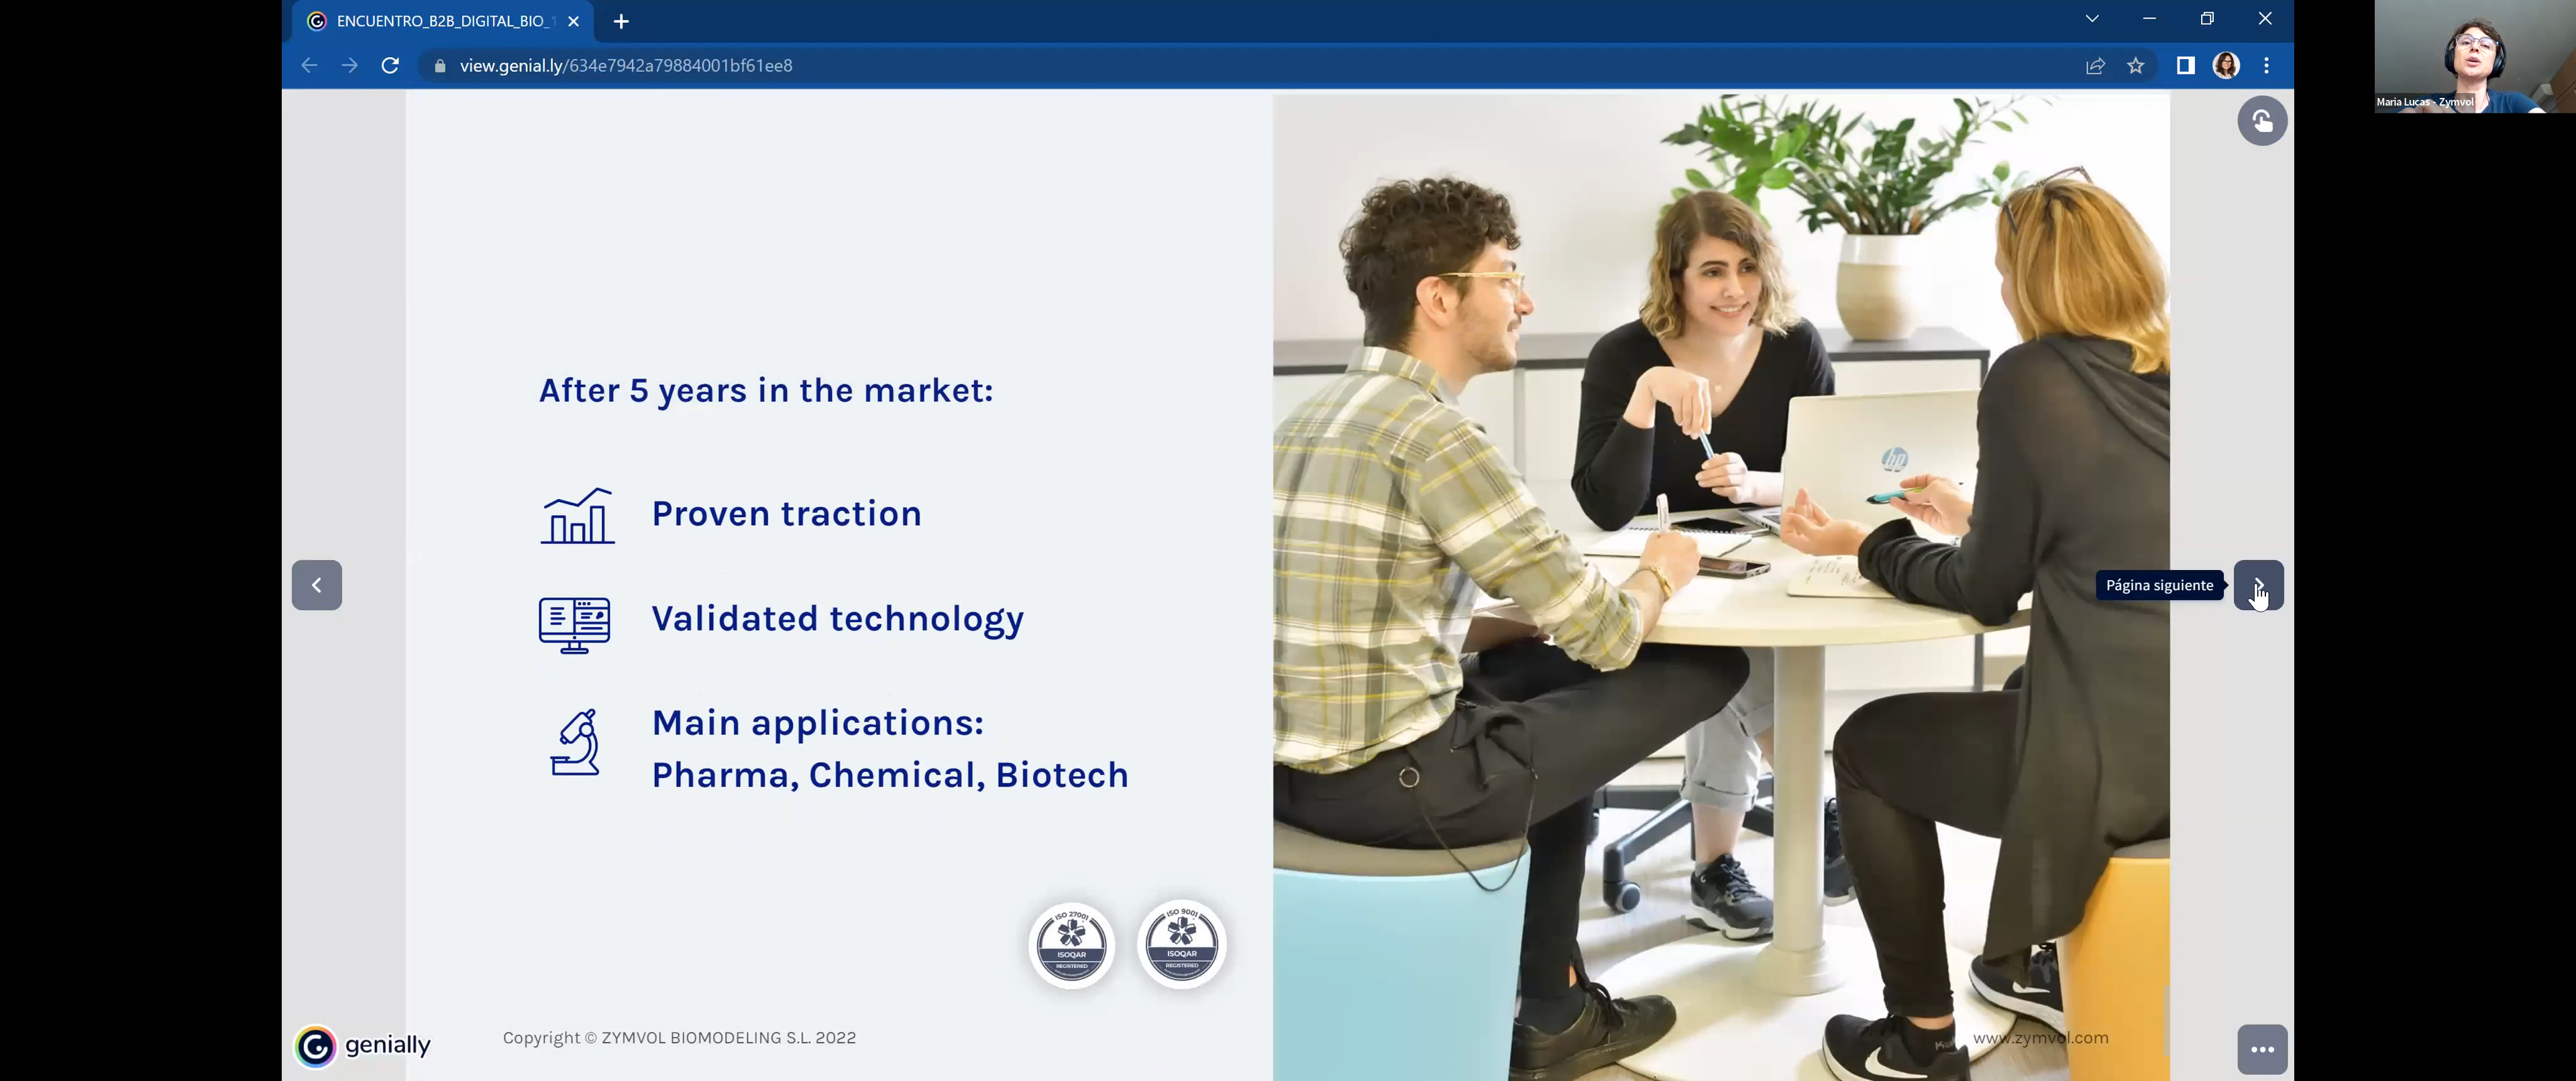 ENCUENTRO_B2B_DIGITAL_BIO_1
view.genial.ly/634e7942a79884001bf61ee8
Maria Lucas - Zymvol
After 5 years in the market:
Proven traction
Validated technology
Main applications:
Pharma, Chemical, Biotech
hp
Página siguiente
ISO 27001
ISOQAR
REGISTERED
ISO 9001
ISOQAR
REGISTERED
genially
Copyright © ZYMVOL BIOMODELING S.L. 2022
www.zymvol.com